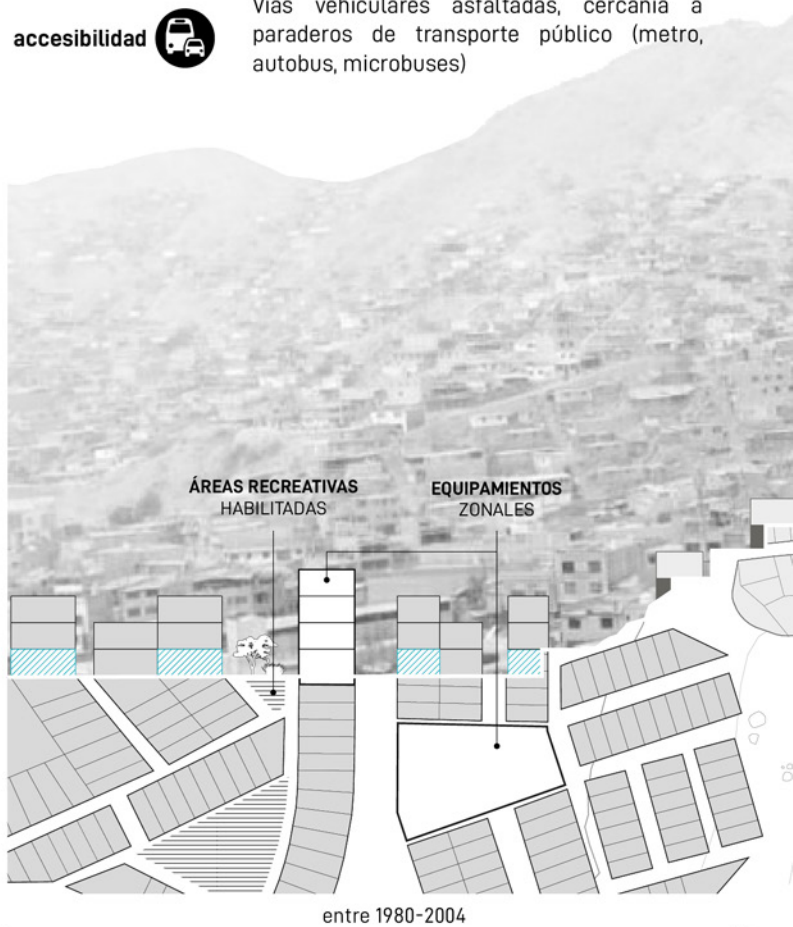 accesibilidad
Vías vehiculares asfaltadas, cercanía a
paraderos de transporte público (metro,
autobus, microbuses)
ÁREAS RECREATIVAS
HABILITADAS
EQUIPAMIENTOS
ZONALES
entre 1980-2004